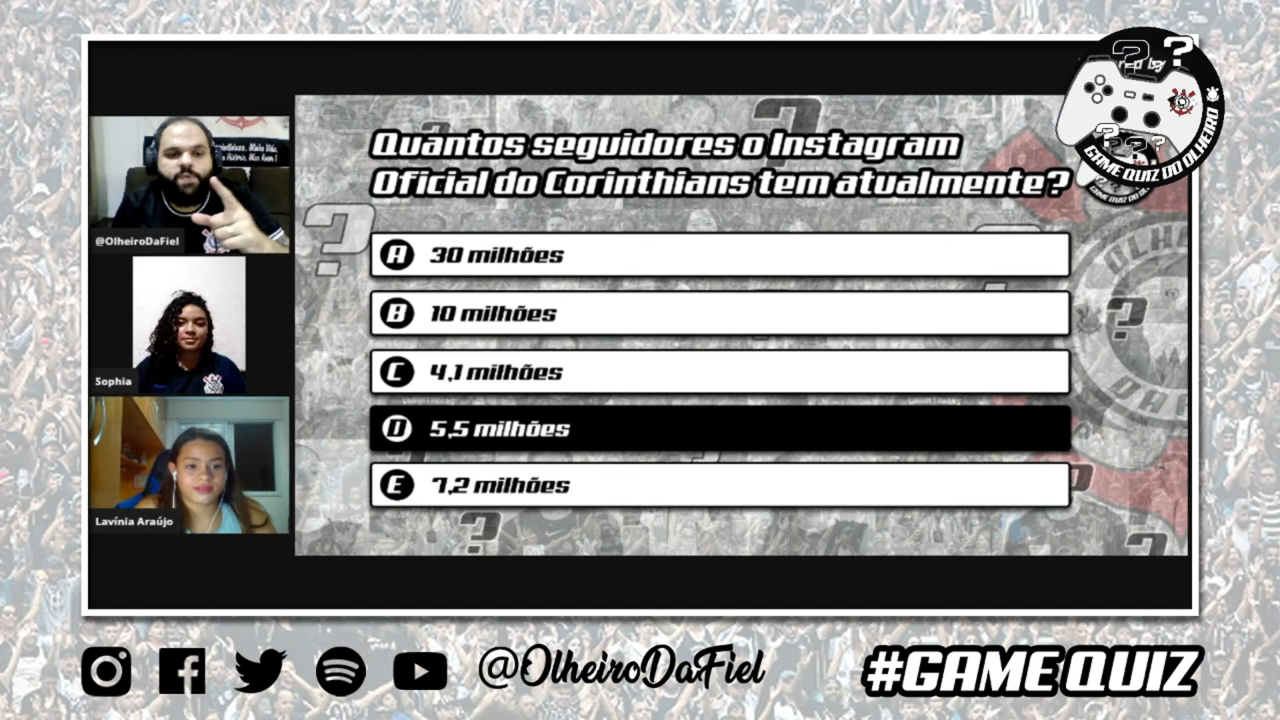 Quantos seguidores o Instagram
Oficial do Corinthians tem atualmente?
A 30 milhões
B 10 milhões
C 4,1 milhões
D 5,5 milhões
E 7,2 milhões
@OlheiroDaFiel
Sophia
Lavínia Araújo
GAME QUIZ DO OLHEIRO
@OlheiroDaFiel
#GAME QUIZ